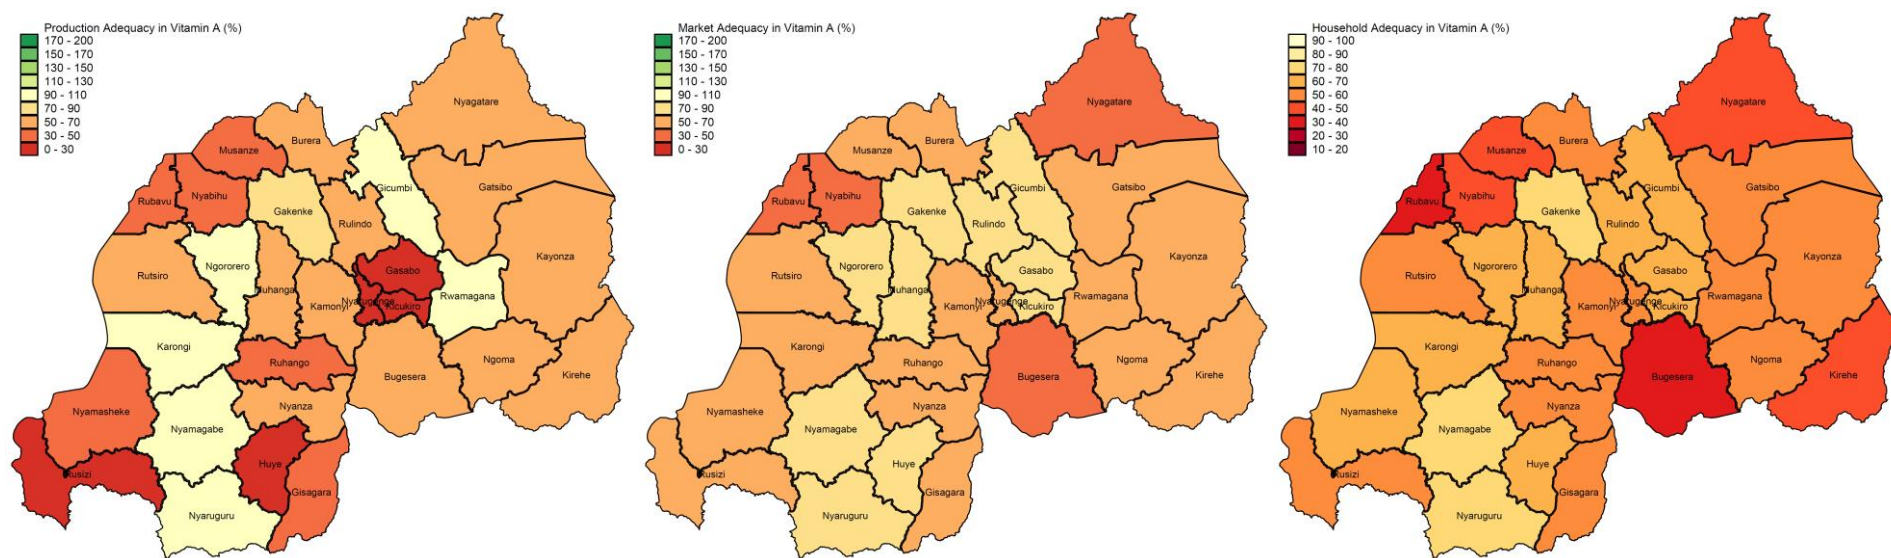 Production Adequacy in Vitamin A (%)
170 - 200
150 - 170
130 - 150
110 - 130
90 - 110
70 - 90
50 - 70
30 - 50
0 - 30
Nyagatare
Burera
Musanze
Gicumbi
Gatsibo
Rubavu
Nyabihu
Gakenke
Rulindo
Kayonza
Rutsiro
Ngororero
Gasabo
Muhanga
Kamonyi
Nyarugenge
Kicukiro
Rwamagana
Karongi
Ruhango
Ngoma
Bugesera
Kirehe
Nyamasheke
Nyanza
Nyamagabe
Huye
Rusizi
Gisagara
Nyaruguru
Market Adequacy in Vitamin A (%)
170 - 200
150 - 170
130 - 150
110 - 130
90 - 110
70 - 90
50 - 70
30 - 50
0 - 30
Nyagatare
Burera
Musanze
Gicumbi
Gatsibo
Rubavu
Nyabihu
Gakenke
Rulindo
Kayonza
Rutsiro
Ngororero
Gasabo
Muhanga
Kamonyi
Nyarugenge
Kicukiro
Rwamagana
Karongi
Ruhango
Ngoma
Bugesera
Kirehe
Nyamasheke
Nyanza
Nyamagabe
Huye
Rusizi
Gisagara
Nyaruguru
Household Adequacy in Vitamin A (%)
90 - 100
80 - 90
70 - 80
60 - 70
50 - 60
40 - 50
30 - 40
20 - 30
10 - 20
Nyagatare
Burera
Musanze
Gicumbi
Gatsibo
Rubavu
Nyabihu
Gakenke
Rulindo
Kayonza
Rutsiro
Ngororero
Gasabo
Muhanga
Kamonyi
Nyarugenge
Kicukiro
Rwamagana
Karongi
Ruhango
Ngoma
Bugesera
Kirehe
Nyamasheke
Nyanza
Nyamagabe
Huye
Rusizi
Gisagara
Nyaruguru